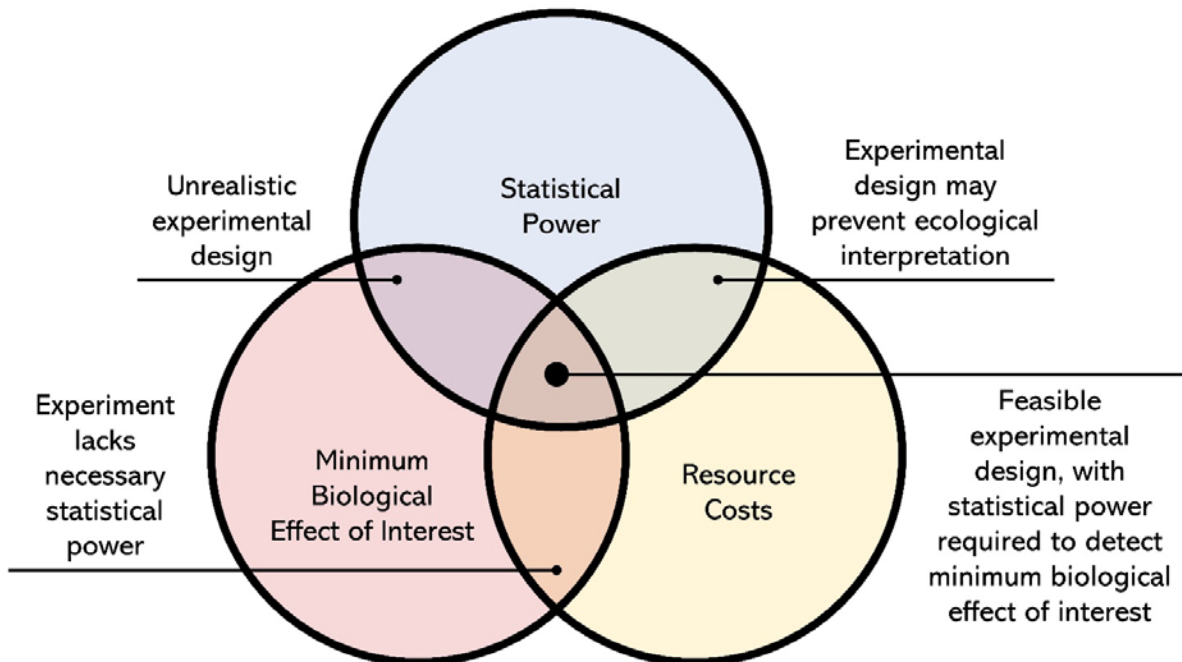 Unrealistic
experimental
design
Statistical
Power
Experimental
design may
prevent ecological
interpretation
Experiment
lacks
necessary
statistical
power
Minimum
Biological
Effect of Interest
Resource
Costs
Feasible
experimental
design, with
statistical power
required to detect
minimum biological
effect of interest